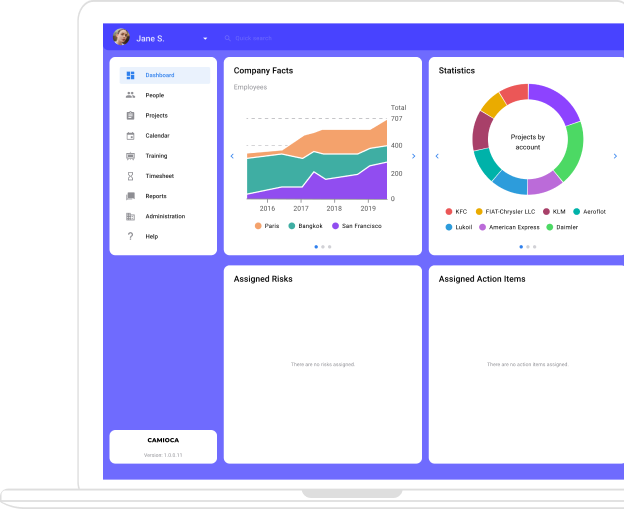 Jane S.
Quick search
Dashboard
People
Projects
Calendar
Training
Timesheet
Reports
Administration
Help
CAMIOCA
Version: 1.0.0.11
Company Facts
Employees
Total
707
400
200
0
2016 2017 2018 2019
Paris Bangkok San Francisco
Statistics
Projects by
account
KFC FIAT-Chrysler LLC KLM Aeroflot
Lukoil American Express Daimler
Assigned Risks
There are no risks assigned
Assigned Action Items
There are no action items assigned